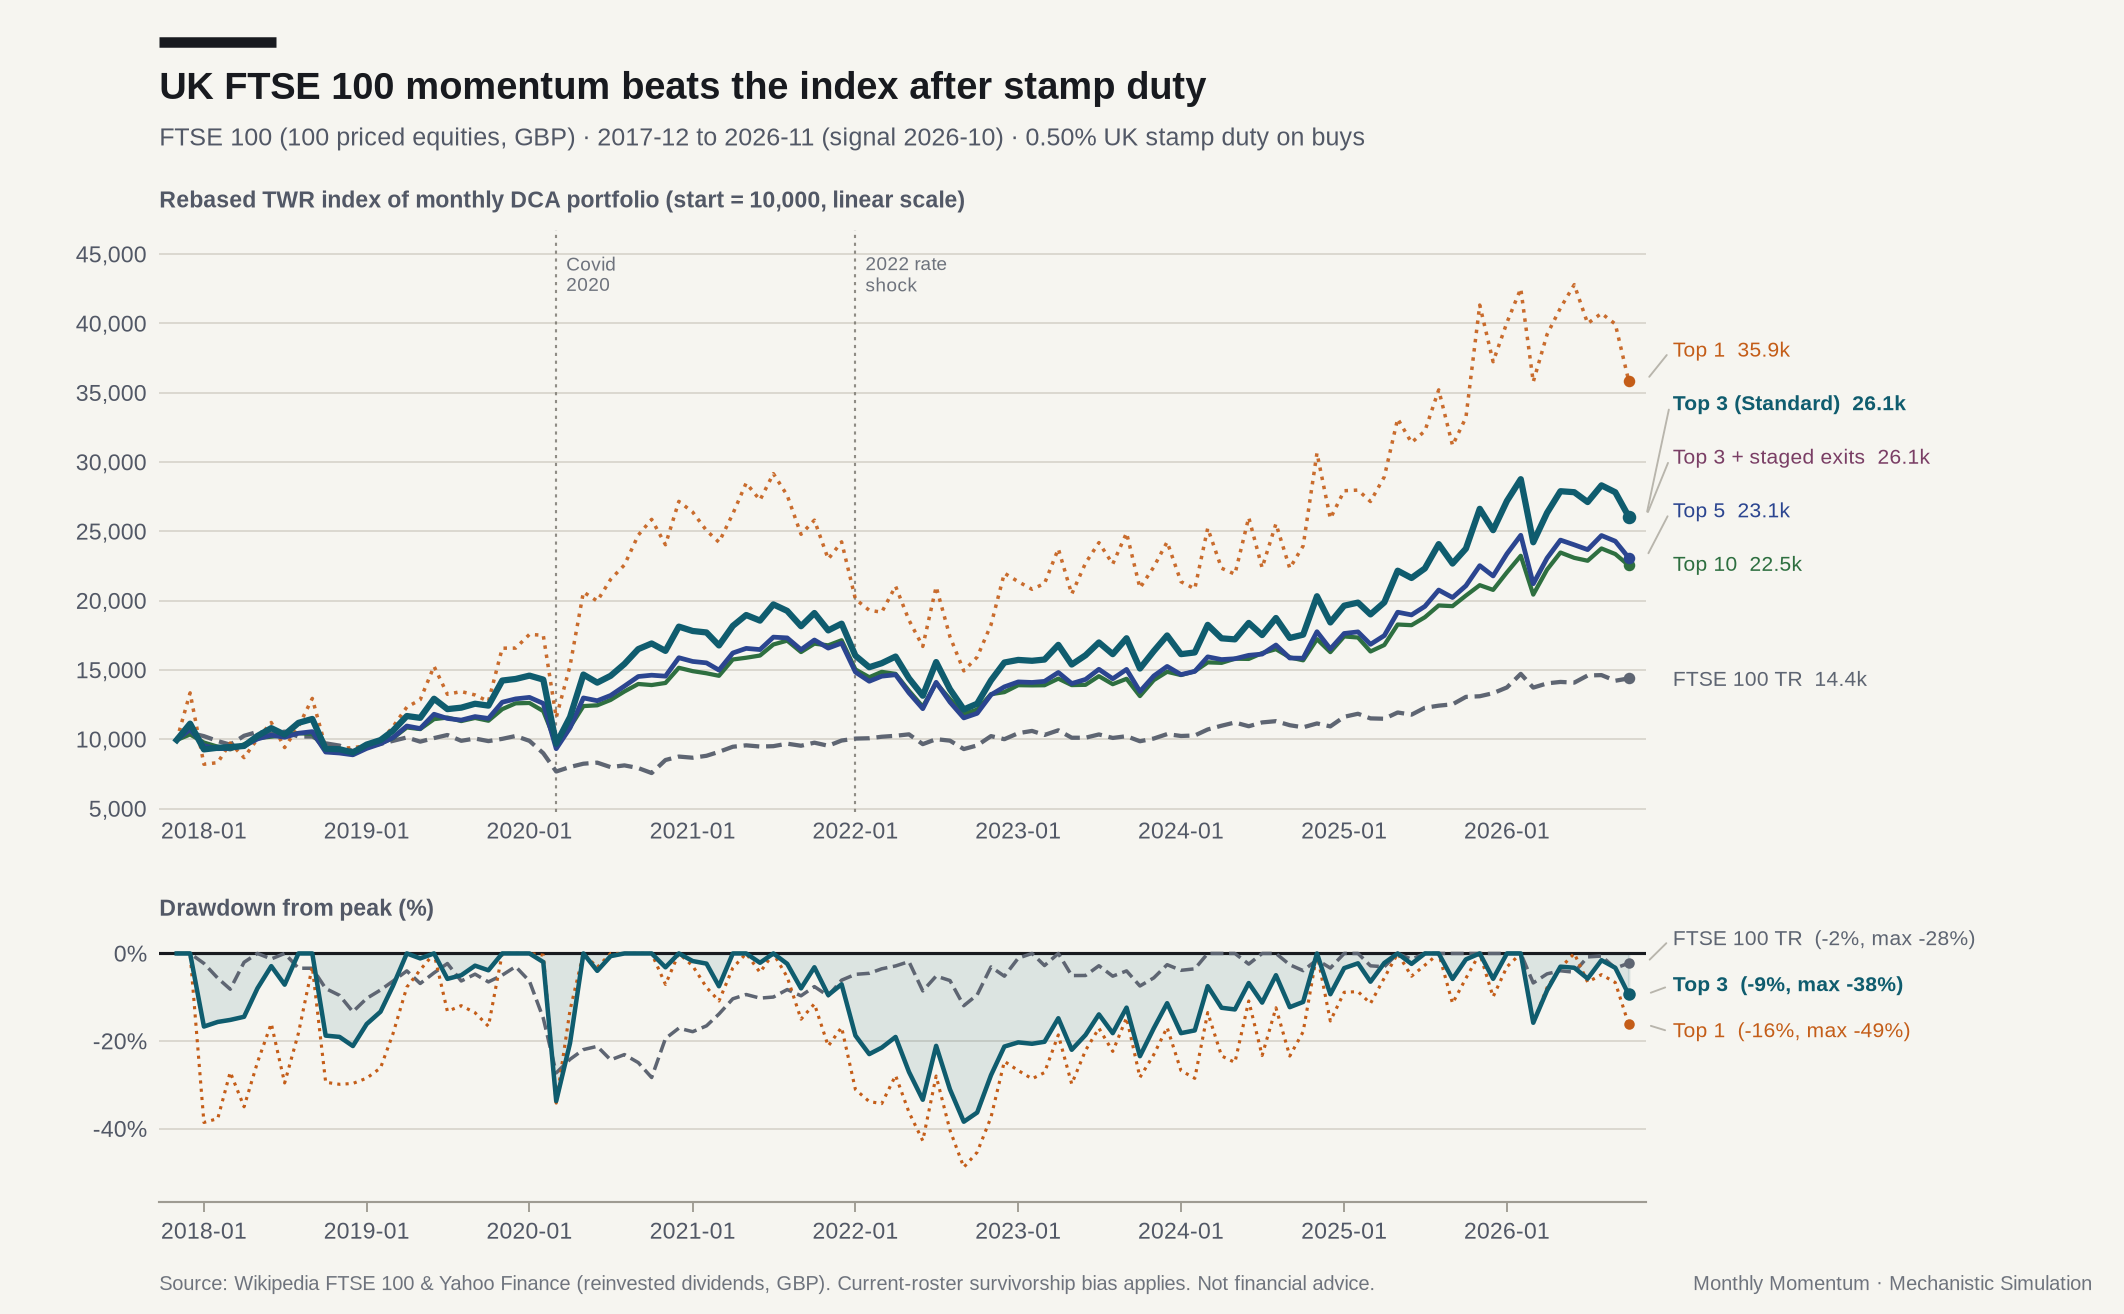 UK FTSE 100 momentum beats the index after stamp duty
FTSE 100 (100 priced equities, GBP) · 2017-12 to 2026-11 (signal 2026-10) · 0.50% UK stamp duty on buys
Rebased TWR index of monthly DCA portfolio (start = 10,000, linear scale)
45,000
40,000
35,000
30,000
25,000
20,000
15,000
10,000
5,000
Covid
2020
2022 rate
shock
Top 1 35.9k
Top 3 (Standard) 26.1k
Top 3 + staged exits 26.1k
Top 5 23.1k
Top 10 22.5k
FTSE 100 TR 14.4k
2018-01 2019-01 2020-01 2021-01 2022-01 2023-01 2024-01 2025-01 2026-01
Drawdown from peak (%)
0%
-20%
-40%
FTSE 100 TR (-2%, max -28%)
Top 3 (-9%, max -38%)
Top 1 (-16%, max -49%)
2018-01 2019-01 2020-01 2021-01 2022-01 2023-01 2024-01 2025-01 2026-01
Source: Wikipedia FTSE 100 & Yahoo Finance (reinvested dividends, GBP). Current-roster survivorship bias applies. Not financial advice.
Monthly Momentum · Mechanistic Simulation